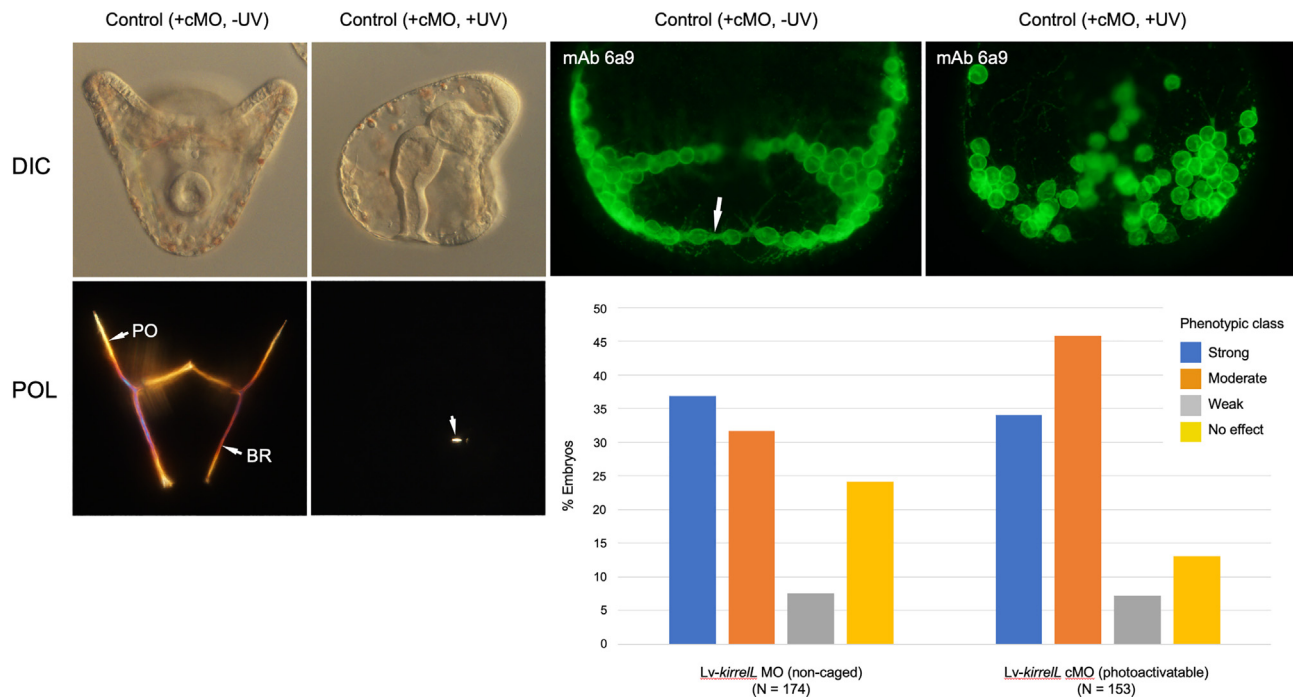 Control (+cMO, -UV)
Control (+cMO, +UV)
Control (+cMO, -UV)
Control (+cMO, +UV)
DIC
mAb 6a9
mAb 6a9
POL
PO
BR
% Embryos
50
45
40
35
30
25
20
15
10
5
0
Phenotypic class
Strong
Moderate
Weak
No effect
Lv-kirrelL MO (non-caged)
(N = 174)
Lv-kirrelL cMO (photoactivatable)
(N = 153)